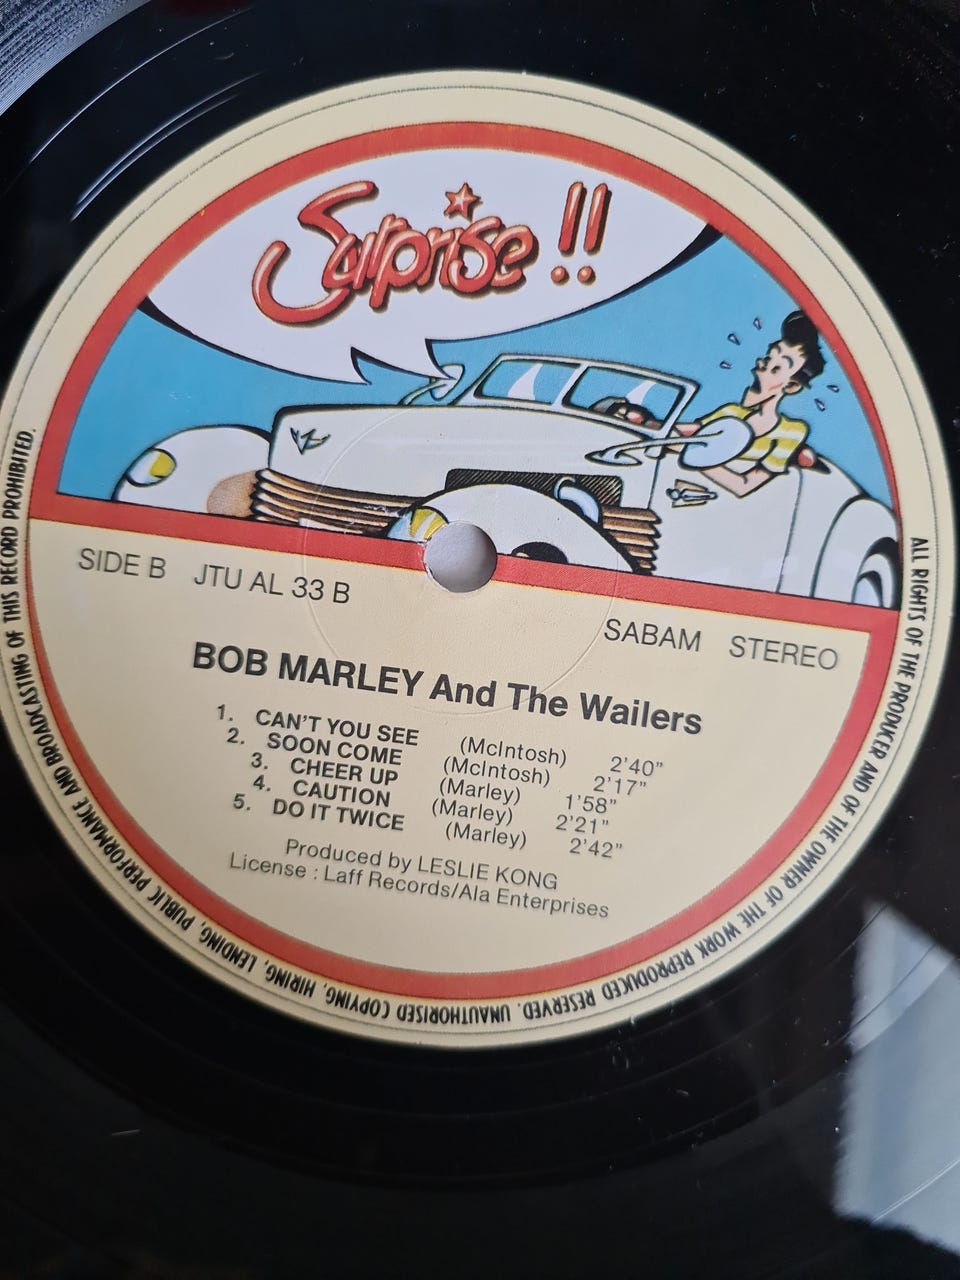 Surprise !!
SIDE B JTU AL 33 B
SABAM STEREO
BOB MARLEY And The Wailers
1. CAN'T YOU SEE (McIntosh) 2'40"
2. SOON COME (McIntosh) 2'17"
3. CHEER UP (Marley) 1'58"
4. CAUTION (Marley) 2'21"
5. DO IT TWICE (Marley) 2'42"
Produced by LESLIE KONG
License : Laff Records/Ala Enterprises
ALL RIGHTS OF THE PRODUCER AND OF THE OWNER OF THE WORK REPRODUCED RESERVED. UNAUTHORISED COPYING, HIRING, LENDING, PUBLIC PERFORMANCE AND BROADCASTING OF THIS RECORD PROHIBITED.